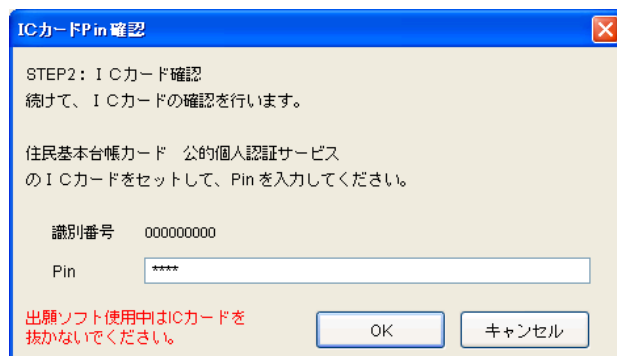 ICカードPin確認
STEP2：ＩＣカード確認
続けて、ＩＣカードの確認を行います。
住民基本台帳カード　公的個人認証サービス
のＩＣカードをセットして、Pinを入力してください。
識別番号 000000000
Pin ****
出願ソフト使用中はICカードを
抜かないでください。
OK キャンセル